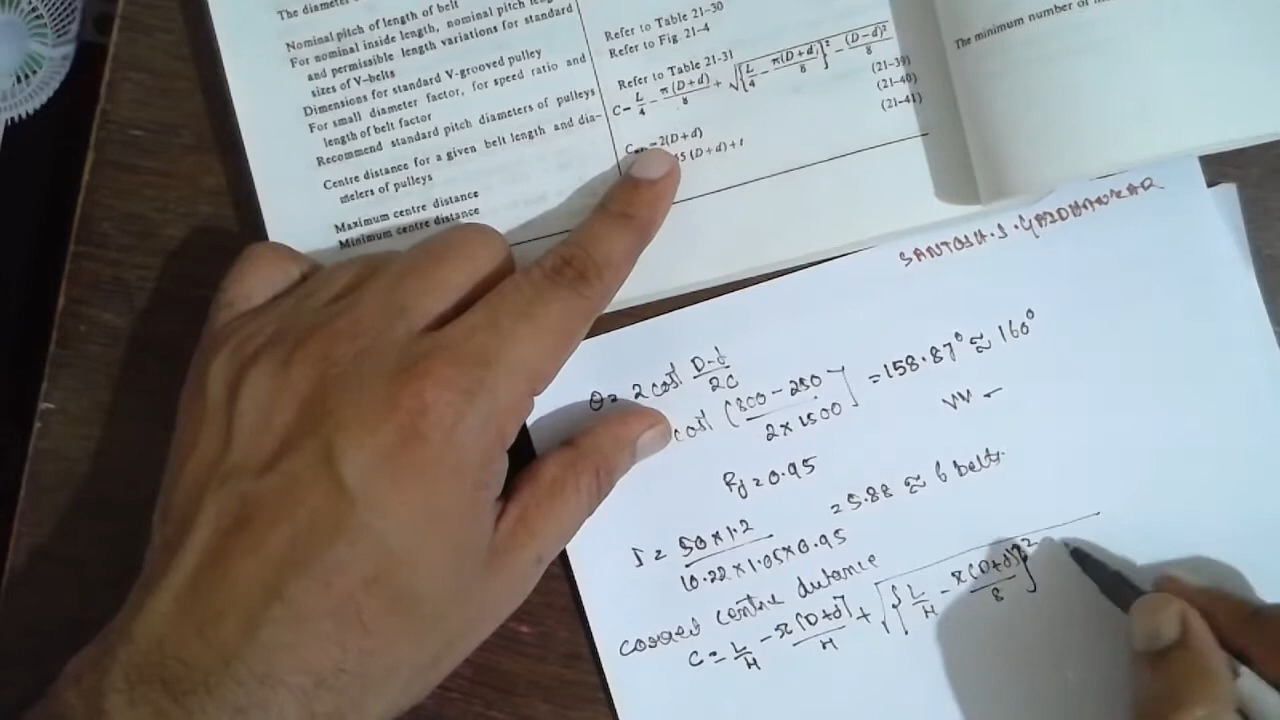 The diameter
Nominal pitch of length of belt
For nominal inside length, nominal pitch
and permissible length variations for standard
sizes of V-belts
Dimensions for standard V-grooved pulley
For small diameter factor, for speed ratio and
length of belt factor
Recommend standard pitch diameters of pulleys
Centre distance for a given belt length and dia-
meters of pulleys
Maximum centre distance
Minimum centre distance
Refer to Table 21-30
Refer to Fig. 21-4
Refer to Table 21-31
C = L/4 - π(D+d)/8 + √[{L/4 - π(D+d)/8}² - (D-d)²/8]
(21-39)
=2(D+d)
(21-40)
55 (D+d)+t
(21-41)
The minimum number of
SANTOSH.S.
θ = 2 cos⁻¹ D-d/2C
cos⁻¹ (800-250/2×1500) = 158.87° ≈ 160°
Fd = 0.95
= 5.88 ≈ 6 belts.
i = 50×1.2/10.22×1.05×0.95
correct centre distance
C = L/4 - π(D+d)/4 + √{L/4 - π(D+d)/8}²